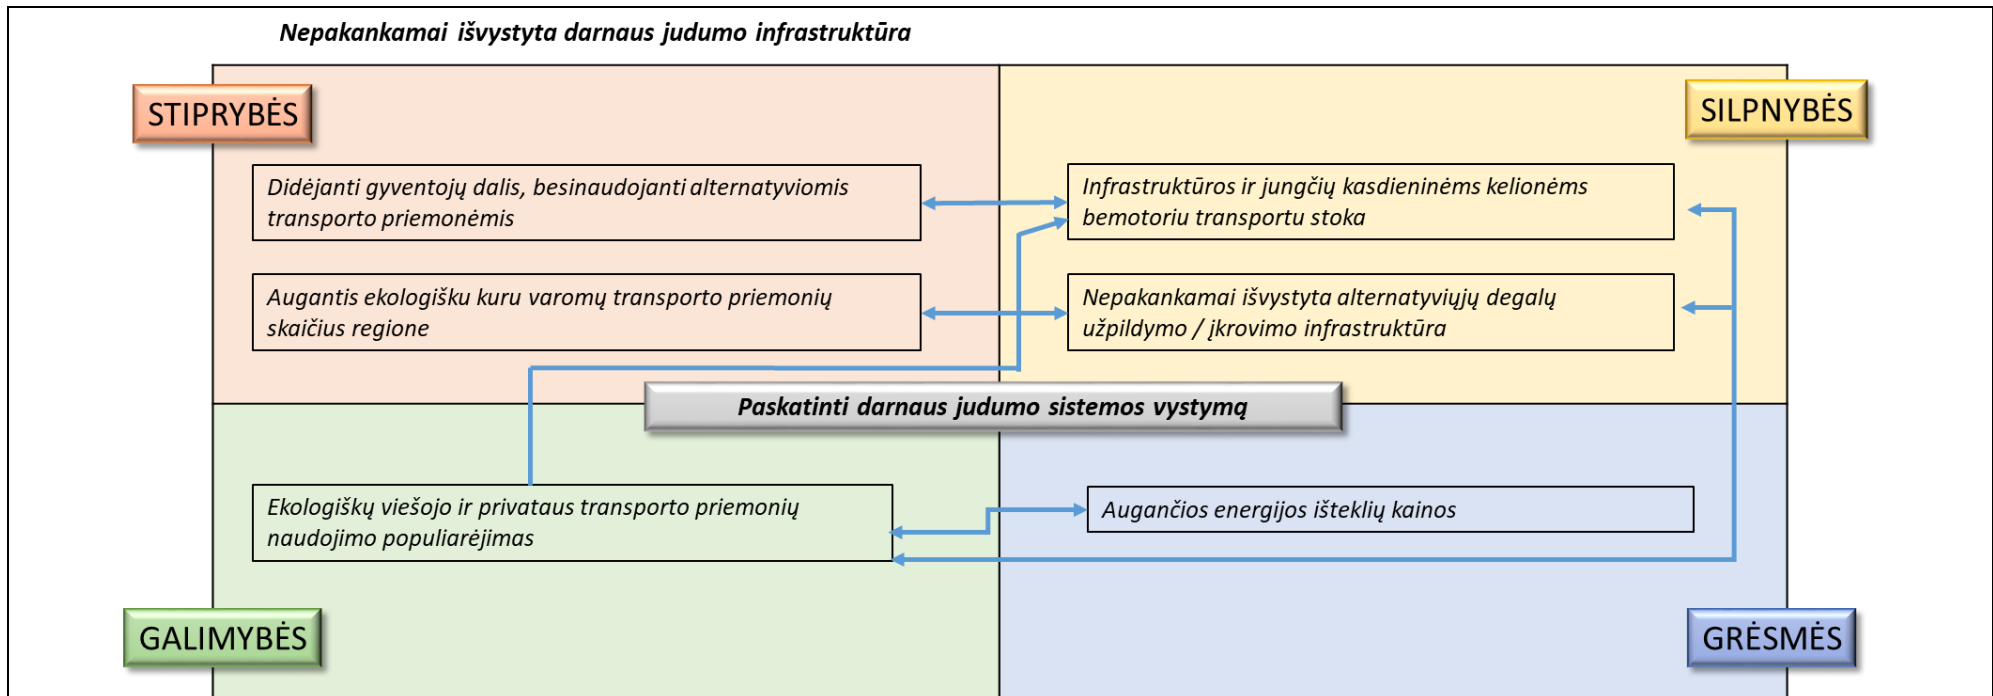 Nepakankamai išvystyta darnaus judumo infrastruktūra
STIPRYBĖS
SILPNYBĖS
Didėjanti gyventojų dalis, besinaudojanti alternatyviomis
transporto priemonėmis
Infrastruktūros ir jungčių kasdieninėms kelionėms
bemotoriu transportu stoka
Augantis ekologišku kuru varomų transporto priemonių
skaičius regione
Nepakankamai išvystyta alternatyviųjų degalų
užpildymo / įkrovimo infrastruktūra
Paskatinti darnaus judumo sistemos vystymą
Ekologiškų viešojo ir privataus transporto priemonių
naudojimo populiarėjimas
Augančios energijos išteklių kainos
GALIMYBĖS
GRĖSMĖS